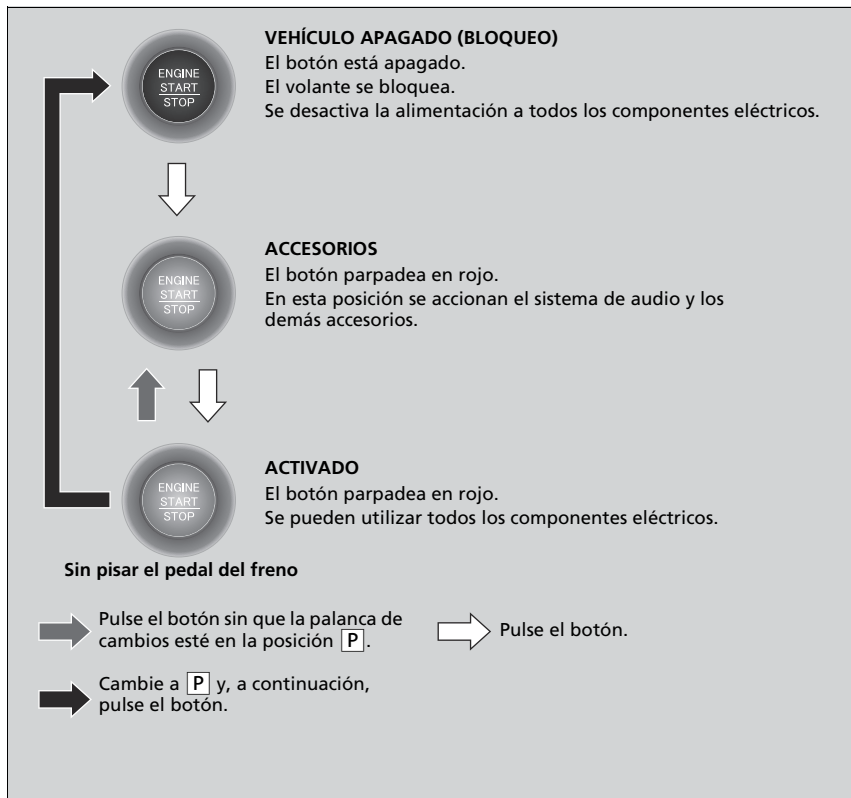 VEHÍCULO APAGADO (BLOQUEO)
El botón está apagado.
El volante se bloquea.
Se desactiva la alimentación a todos los componentes eléctricos.
ENGINE
START
STOP
ACCESORIOS
El botón parpadea en rojo.
En esta posición se accionan el sistema de audio y los
demás accesorios.
ENGINE
START
STOP
ACTIVADO
El botón parpadea en rojo.
Se pueden utilizar todos los componentes eléctricos.
ENGINE
START
STOP
Sin pisar el pedal del freno
Pulse el botón sin que la palanca de
cambios esté en la posición P.
Pulse el botón.
Cambie a P y, a continuación,
pulse el botón.